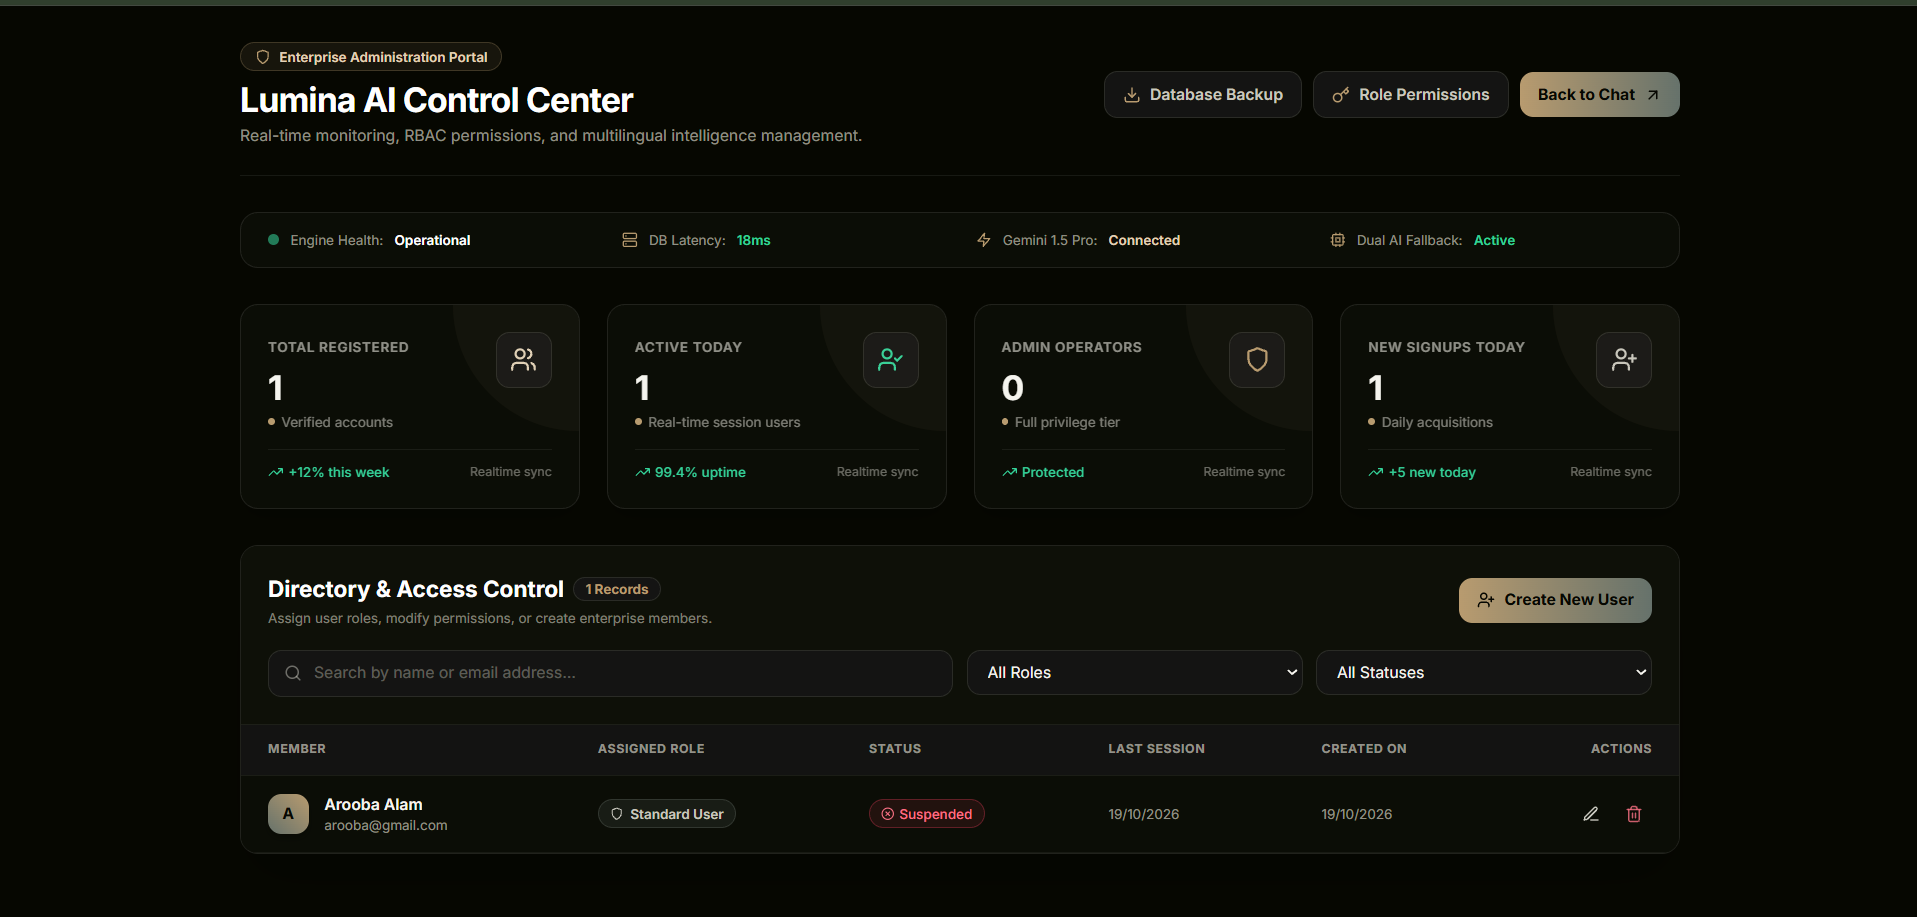 Enterprise Administration Portal
Lumina AI Control Center
Real-time monitoring, RBAC permissions, and multilingual intelligence management.
Database Backup
Role Permissions
Back to Chat
Engine Health: Operational
DB Latency: 18ms
Gemini 1.5 Pro: Connected
Dual AI Fallback: Active
TOTAL REGISTERED
1
Verified accounts
+12% this week
Realtime sync
ACTIVE TODAY
1
Real-time session users
99.4% uptime
Realtime sync
ADMIN OPERATORS
0
Full privilege tier
Protected
Realtime sync
NEW SIGNUPS TODAY
1
Daily acquisitions
+5 new today
Realtime sync
Directory & Access Control
1 Records
Assign user roles, modify permissions, or create enterprise members.
Create New User
Search by name or email address...
All Roles
All Statuses
MEMBER ASSIGNED ROLE STATUS LAST SESSION CREATED ON ACTIONS
A
Arooba Alam
arooba@gmail.com
Standard User
Suspended
19/10/2026
19/10/2026